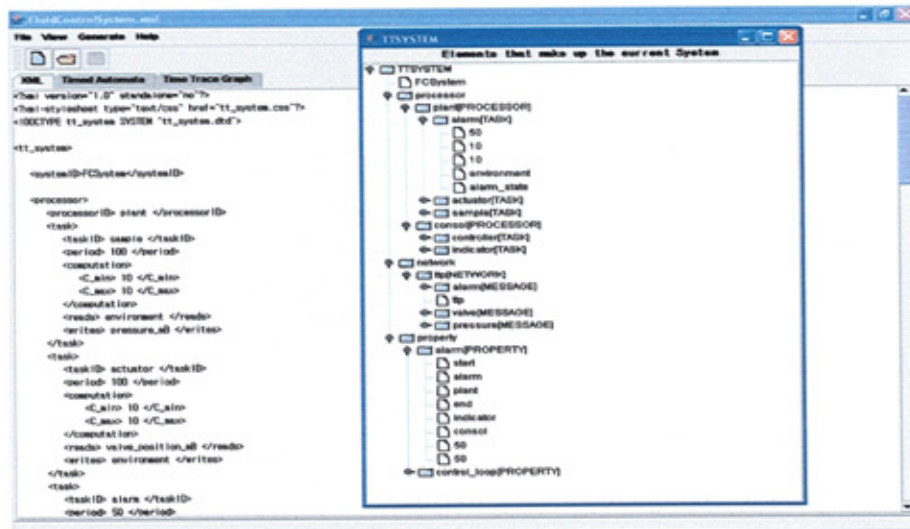 FieldControlSystem.xml
File View Generate Help
XML Timed Automata Time Trace Graph
<?xml version="1.0" standalone="no"?>
<?xml-stylesheet type="text/css" href="tt_system.css"?>
<!DOCTYPE tt_system SYSTEM "tt_system.dtd">
<tt_system>
<systemID>FCSystem</systemID>
<processor>
<processorID> plant </processorID>
<task>
<taskID> sample </taskID>
<period> 100 </period>
<computation>
<C_min> 10 </C_min>
<C_max> 10 </C_max>
</computation>
<reads> environment </reads>
<writes> pressure_mB </writes>
</task>
<task>
<taskID> actuator </taskID>
<period> 100 </period>
<computation>
<C_min> 10 </C_min>
<C_max> 10 </C_max>
</computation>
<reads> valve_position_mB </reads>
<writes> environment </writes>
</task>
<task>
<taskID> alarm </taskID>
<period> 50 </period>
TTSYSTEM
Elements that make up the current System
TTSYSTEM
FCSystem
processor
plant[PROCESSOR]
alarm[TASK]
50
10
10
environment
alarm_state
actuator[TASK]
sample[TASK]
consol[PROCESSOR]
controller[TASK]
indicator[TASK]
network
ttp[NETWORK]
alarm[MESSAGE]
ttp
valve[MESSAGE]
pressure[MESSAGE]
property
alarm[PROPERTY]
start
alarm
plant
end
indicator
consol
50
50
control_loop[PROPERTY]